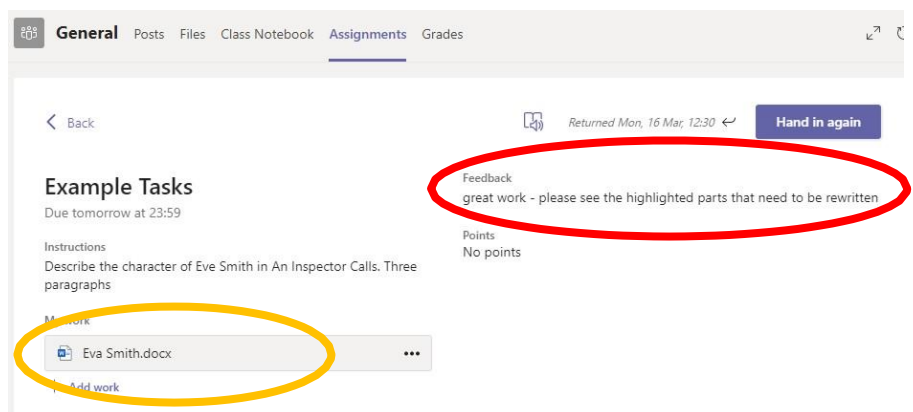 General Posts Files Class Notebook Assignments Grades
Back
Returned Mon, 16 Mar, 12:30
Hand in again
Example Tasks
Due tomorrow at 23:59
Instructions
Describe the character of Eve Smith in An Inspector Calls. Three
paragraphs
My work
Eva Smith.docx
Add work
Feedback
great work - please see the highlighted parts that need to be rewritten
Points
No points